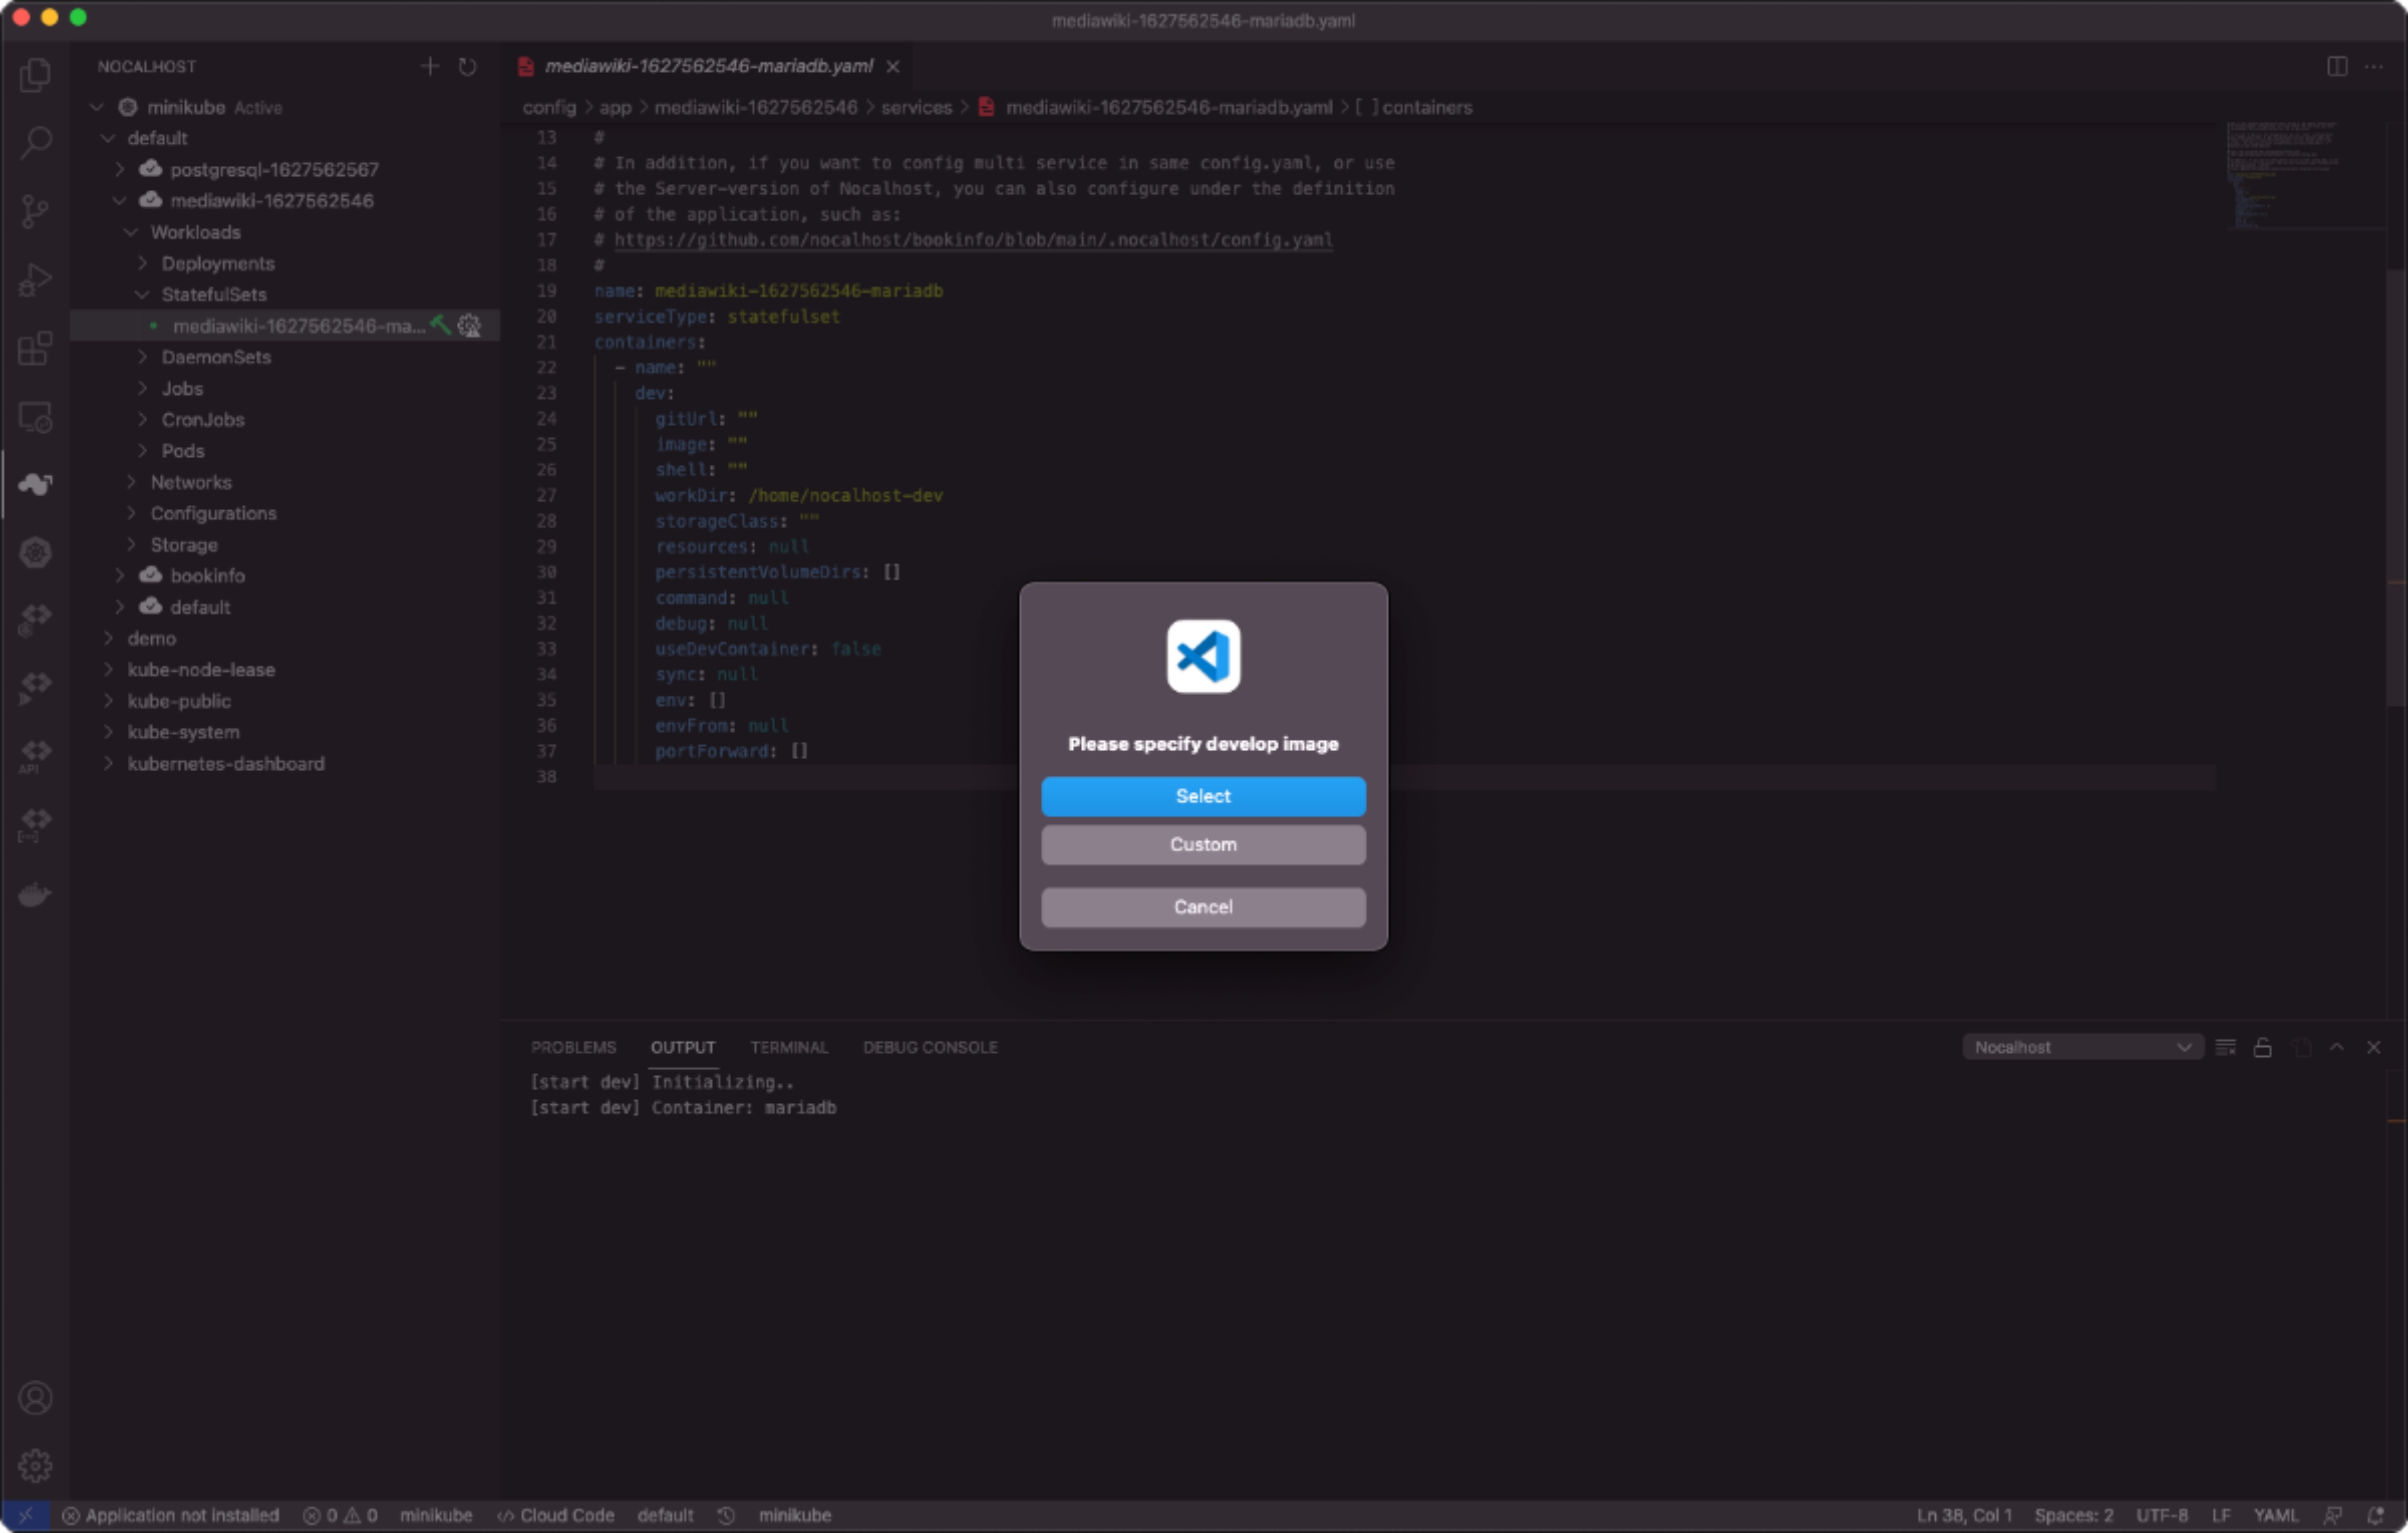 mediawiki-1627562546-mariadb.yaml
NOCALHOST
minikube Active
default
postgresql-1627562567
mediawiki-1627562546
Workloads
Deployments
StatefulSets
mediawiki-1627562546-ma...
DaemonSets
Jobs
CronJobs
Pods
Networks
Configurations
Storage
bookinfo
default
demo
kube-node-lease
kube-public
kube-system
kubernetes-dashboard
API
mediawiki-1627562546-mariadb.yaml
config > app > mediawiki-1627562546 > services > mediawiki-1627562546-mariadb.yaml > [ ] containers
13 #
14 # In addition, if you want to config multi service in same config.yaml, or use
15 # the Server-version of Nocalhost, you can also configure under the definition
16 # of the application, such as:
17 # https://github.com/nocalhost/bookinfo/blob/main/.nocalhost/config.yaml
18 #
19 name: mediawiki-1627562546-mariadb
20 serviceType: statefulset
21 containers:
22 - name: ""
23 dev:
24 gitUrl: ""
25 image: ""
26 shell: ""
27 workDir: /home/nocalhost-dev
28 storageClass: ""
29 resources: null
30 persistentVolumeDirs: []
31 command: null
32 debug: null
33 useDevContainer: false
34 sync: null
35 env: []
36 envFrom: null
37 portForward: []
38
Please specify develop image
Select
Custom
Cancel
PROBLEMS OUTPUT TERMINAL DEBUG CONSOLE Nocalhost
[start dev] Initializing..
[start dev] Container: mariadb
Application not installed 0 0 minikube Cloud Code default minikube Ln 38, Col 1 Spaces: 2 UTF-8 LF YAML